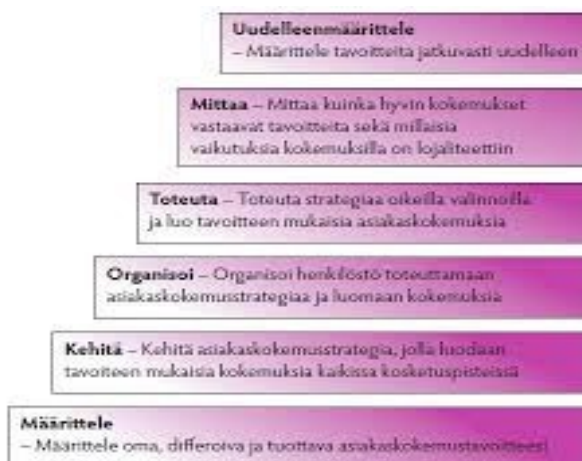 Uudelleenmäärittele
– Määrittele tavoitteita jatkuvasti uudelleen
Mittaa – Mittaa kuinka hyvin kokemukset
vastaavat tavoitteita sekä millaisia
vaikutuksia kokemuksilla on lojaliteettiin
Toteuta – Toteuta strategiaa oikeilla valinnoilla
ja luo tavoitteen mukaisia asiakaskokemuksia
Organisoi – Organisoi henkilöstö toteuttamaan
asiakaskokemusstrategiaa ja luomaan kokemuksia
Kehitä – Kehitä asiakaskokemusstrategia, jolla luodaan
tavoiteen mukaisia kokemuksia kaikissa kosketuspisteissä
Määrittele
– Määrittele oma, differoiva ja tuottava asiakaskokemustavoitteesi